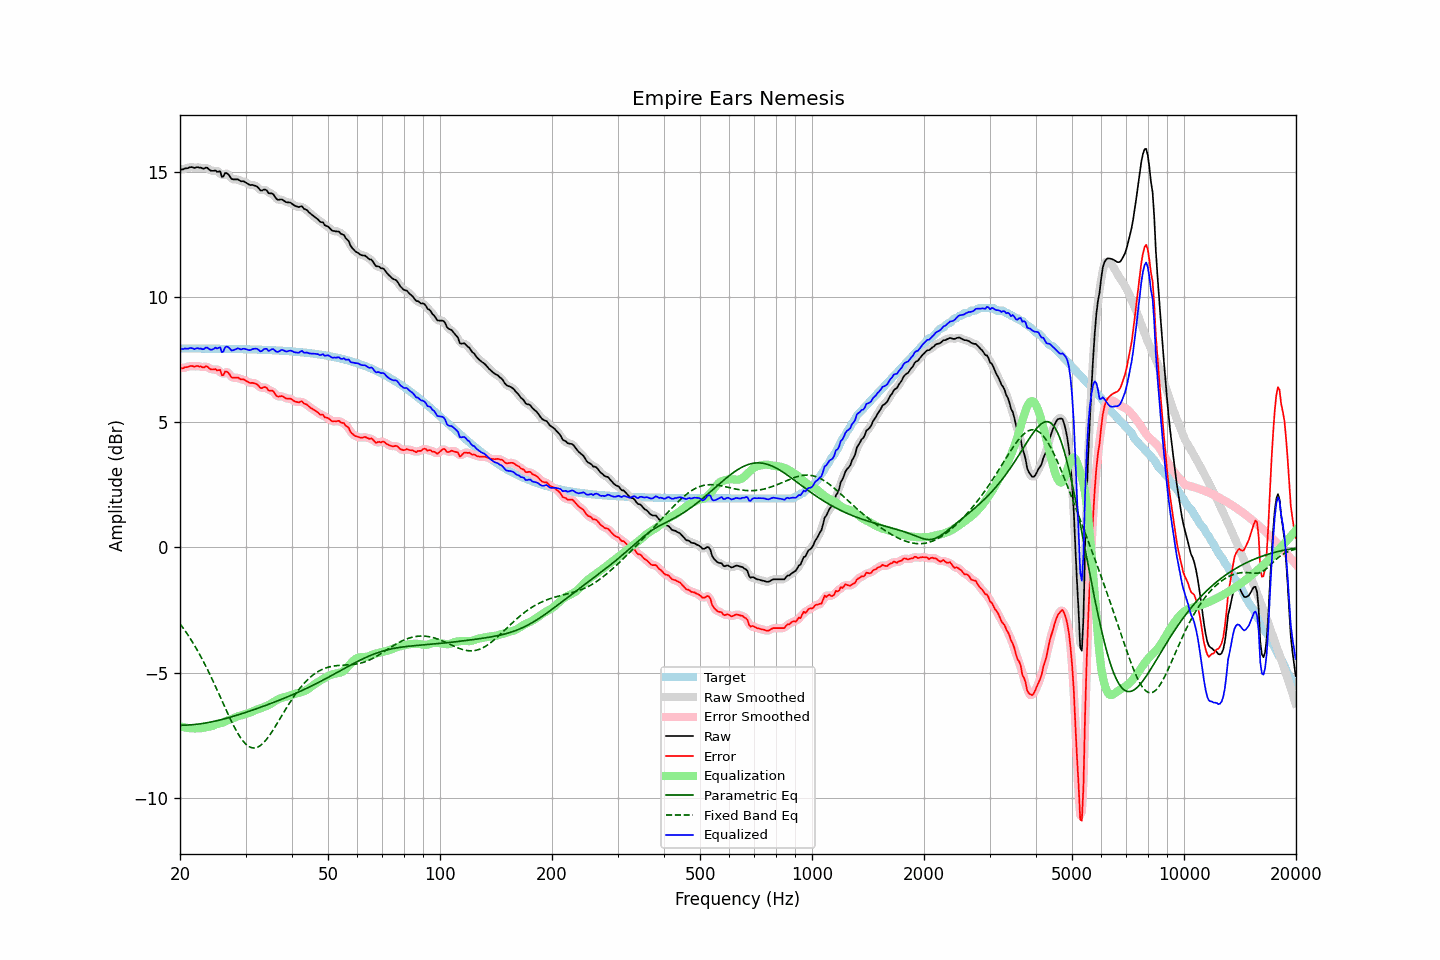 Empire Ears Nemesis
Amplitude (dBr)
15
10
5
0
−5
−10
Target
Raw Smoothed
Error Smoothed
Raw
Error
Equalization
Parametric Eq
Fixed Band Eq
Equalized
20
50
100
200
500
1000
2000
5000
10000
20000
Frequency (Hz)